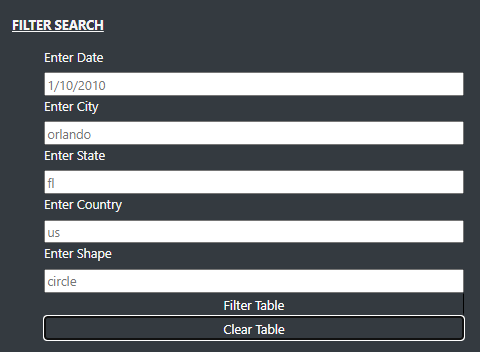 FILTER SEARCH
Enter Date
1/10/2010
Enter City
orlando
Enter State
fl
Enter Country
us
Enter Shape
circle
Filter Table
Clear Table